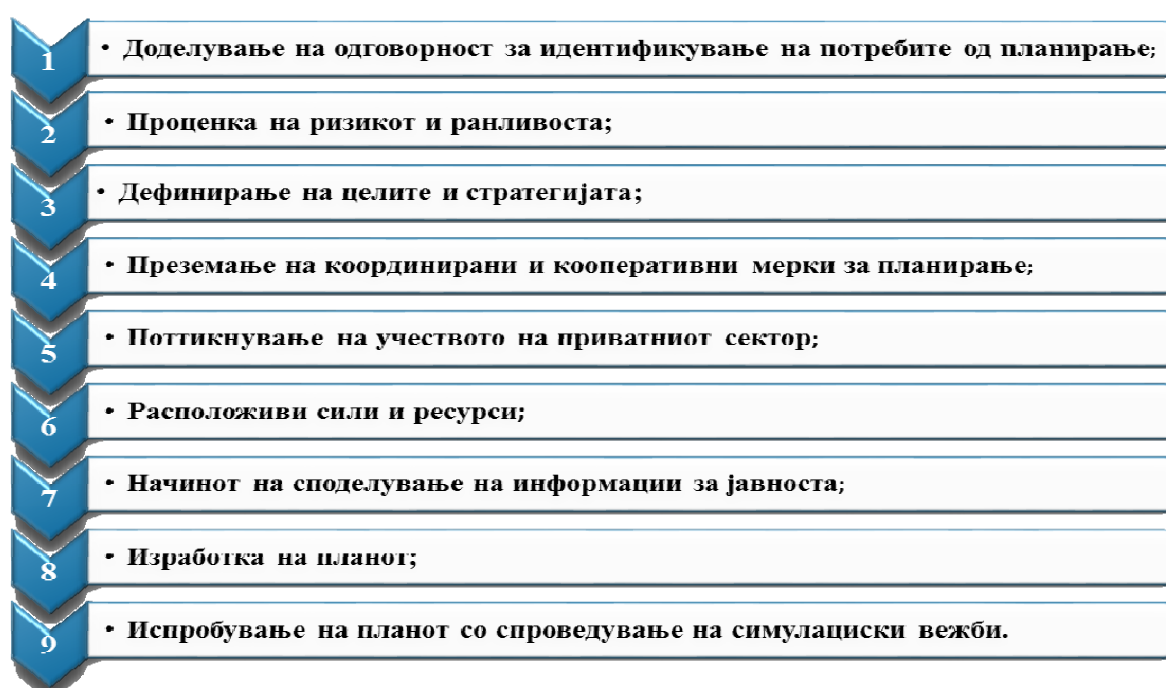 1 • Доделување на одговорност за идентификување на потребите од планирање;
2 • Проценка на ризикот и ранливоста;
3 • Дефинирање на целите и стратегијата;
4 • Преземање на координирани и кооперативни мерки за планирање;
5 • Поттикнување на учеството на приватниот сектор;
6 • Расположиви сили и ресурси;
7 • Начинот на споделување на информации за јавноста;
8 • Изработка на планот;
9 • Испробување на планот со спроведување на симулациски вежби.